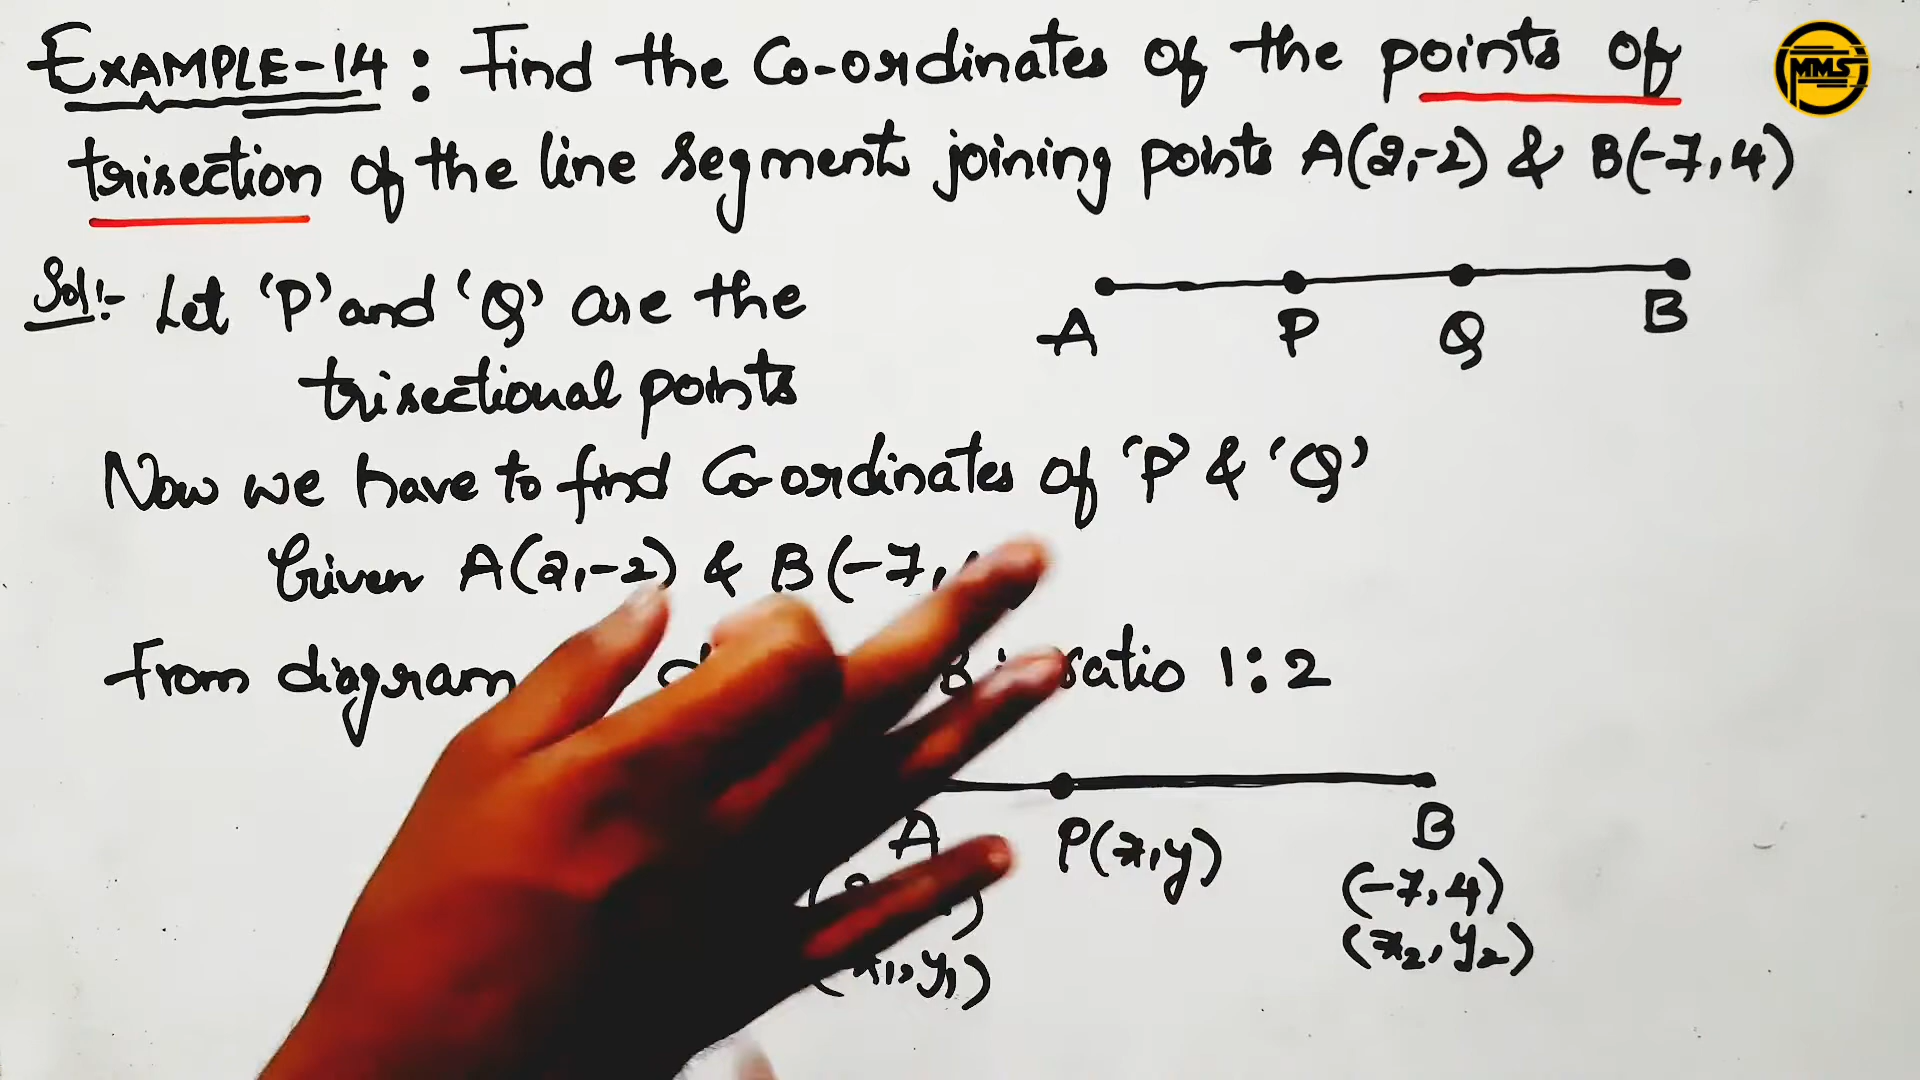 EXAMPLE-14: Find the Co-ordinates of the points of
MMS
trisection of the line segment joining points A(2,-2) & B(-7,4)
Sol:- Let 'P' and 'Q' are the
trisectional points
A P Q B
Now we have to find Co-ordinates of 'P' & 'Q'
Given A(2,-2) & B(-7,
From diagram ratio 1:2
A P(x,y) B
(-7,4)
(x₂,y₂)
(x₁,y₁)